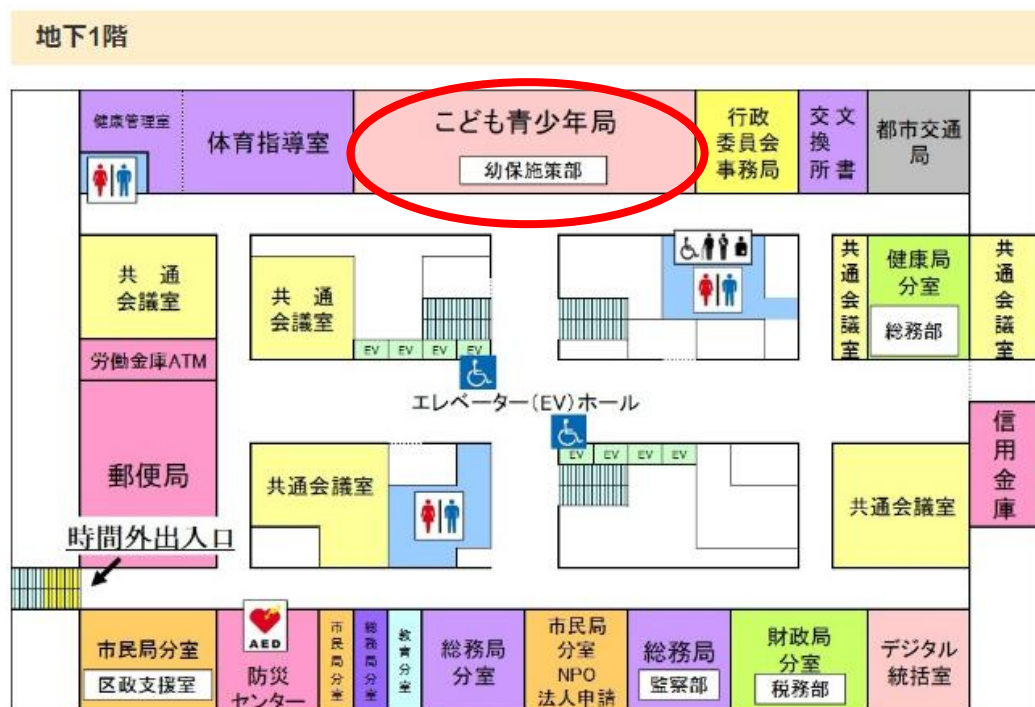 地下1階
健康管理室
体育指導室
こども青少年局
幼保施策部
行政
委員会
事務局
文書
交換所
都市交通
局
共　通
会議室
共　通
会議室
共通会議室
健康局
分室
総務部
共通会議室
労働金庫ATM
EV
EV
EV
EV
エレベーター(EV)ホール
EV
EV
EV
EV
郵便局
共通会議室
共通会議室
信用金庫
時間外出入口
市民局分室
区政支援室
AED
防災
センター
市民局分室
総務局分室
教育分室
総務局
分室
市民局
分室
NPO
法人申請
総務局
監察部
財政局
分室
税務部
デジタル
統括室